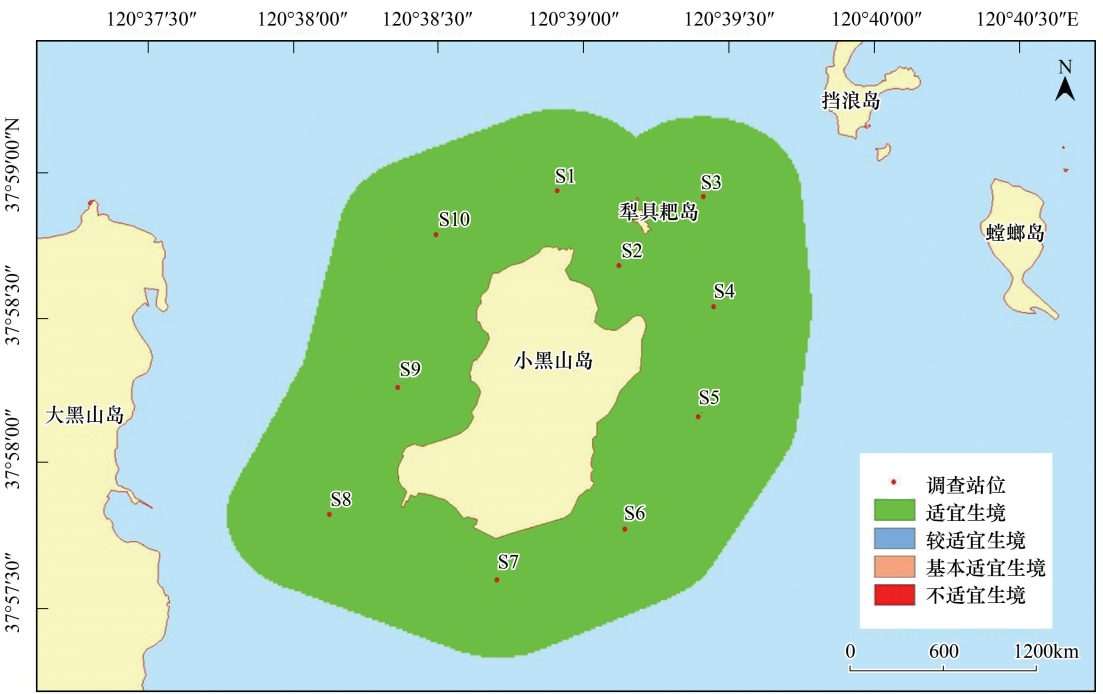 120°37′30″
120°38′00″
120°38′30″
120°39′00″
120°39′30″
120°40′00″
120°40′30″E
N
挡浪岛
37°59′00″N
S1
S3
犁具耙岛
S10
螳螂岛
S2
37°58′30″
S4
小黑山岛
S9
S5
大黑山岛
37°58′00″
S8
S6
S7
37°57′30″
调查站位
适宜生境
较适宜生境
基本适宜生境
不适宜生境
0 600 1200km